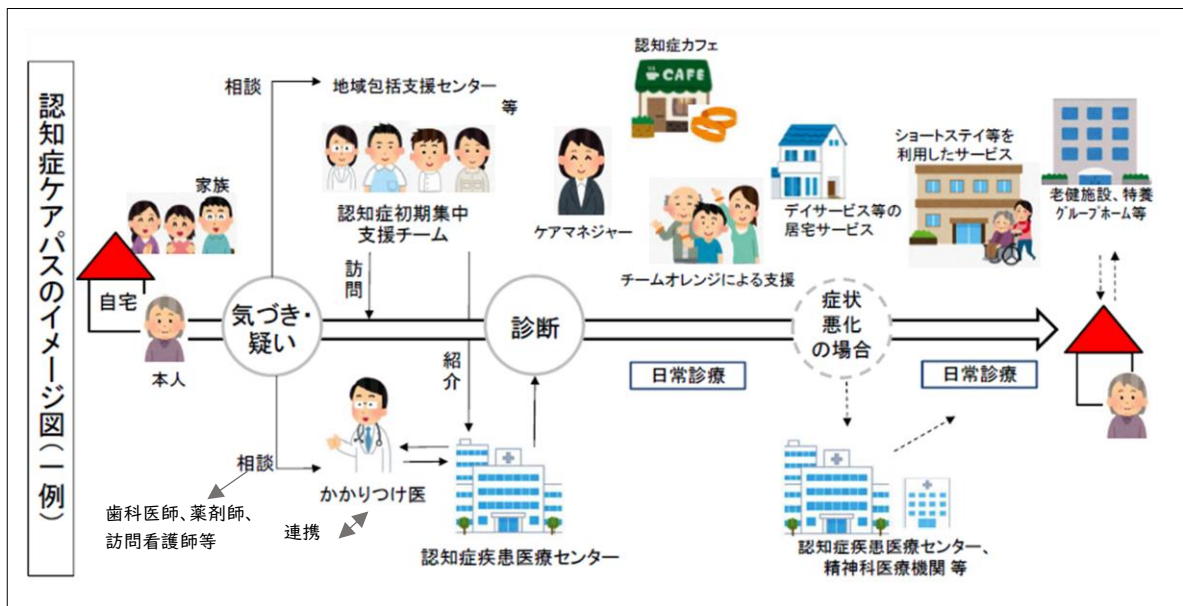 認知症ケアパスのイメージ図(一例)
認知症カフェ
CAFE
相談
地域包括支援センター
等
家族
認知症初期集中
支援チーム
ケアマネジャー
チームオレンジによる支援
デイサービス等の
居宅サービス
ショートステイ等を
利用したサービス
老健施設、特養
グループホーム等
訪問
自宅
本人
気づき・
疑い
診断
症状
悪化
の場合
紹介
日常診療
日常診療
相談
かかりつけ医
歯科医師、薬剤師、
訪問看護師等
連携
認知症疾患医療センター
認知症疾患医療センター、
精神科医療機関 等